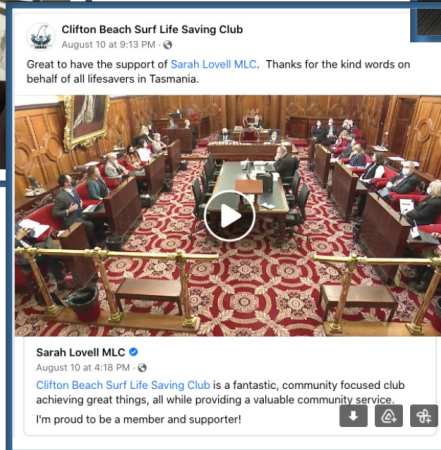 Clifton Beach Surf Life Saving Club
August 10 at 9:13 PM ·
Great to have the support of Sarah Lovell MLC. Thanks for the kind words on
behalf of all lifesavers in Tasmania.
Sarah Lovell MLC
August 10 at 4:18 PM ·
Clifton Beach Surf Life Saving Club is a fantastic, community focused club
achieving great things, all while providing a valuable community service.
I'm proud to be a member and supporter!